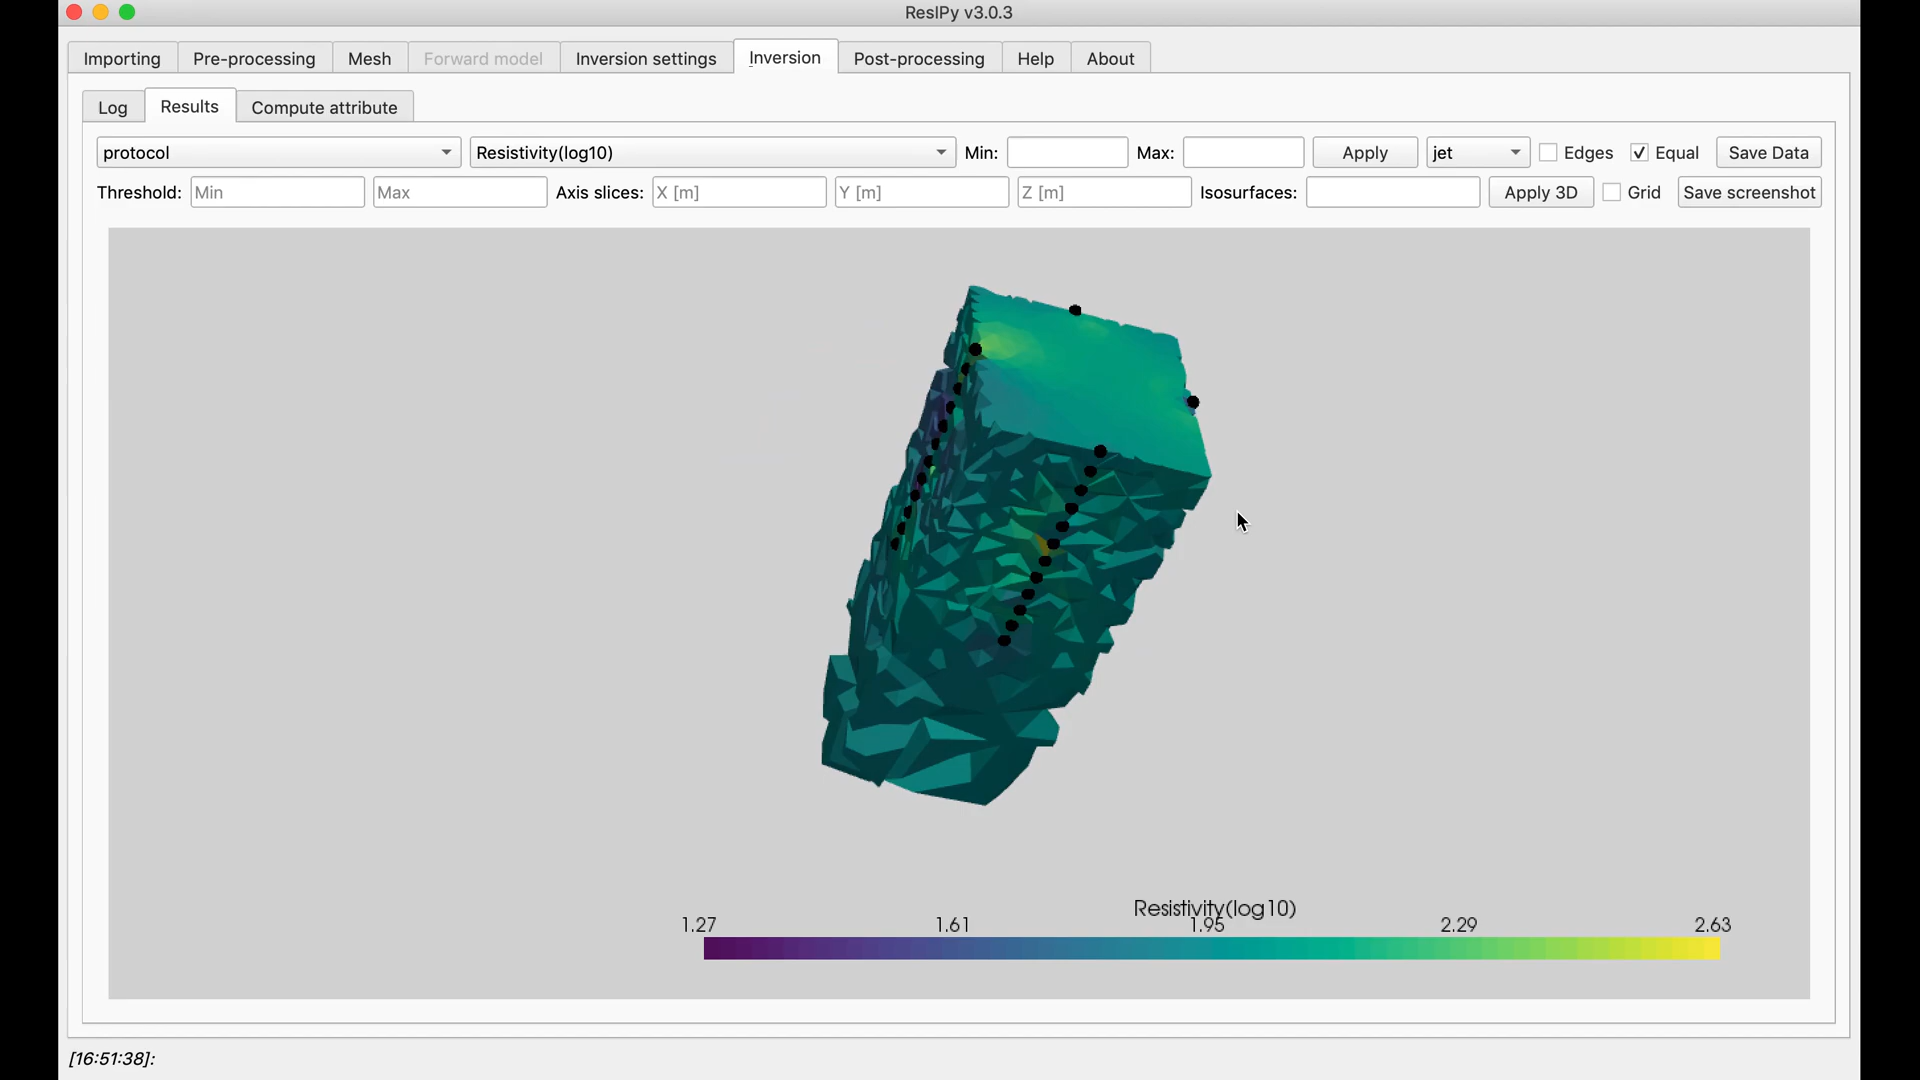 ResIPy v3.0.3
Importing Pre-processing Mesh Forward model Inversion settings Inversion Post-processing Help About
Log Results Compute attribute
protocol Resistivity(log10) Min: Max: Apply jet Edges Equal Save Data
Threshold: Min Max Axis slices: X [m] Y [m] Z [m] Isosurfaces: Apply 3D Grid Save screenshot
Resistivity(log10)
1.27 1.61 1.95 2.29 2.63
[16:51:38]: